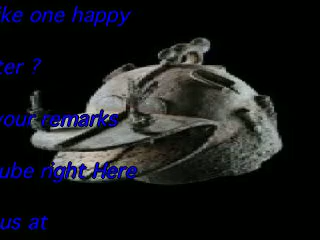 ike one happy
ter ?
your remarks
ube right Here
us at